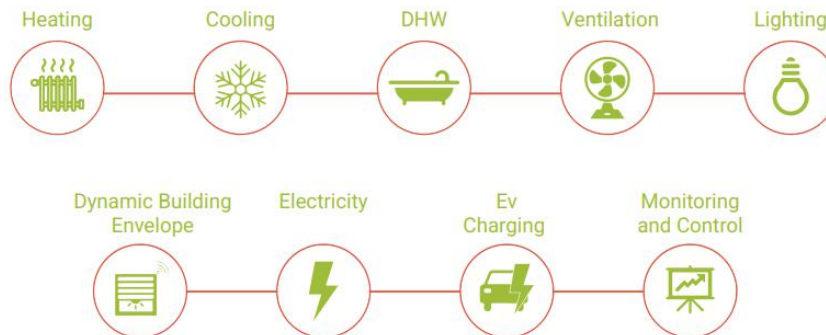 Heating
Cooling
DHW
Ventilation
Lighting
Dynamic Building
Envelope
Electricity
Ev
Charging
Monitoring
and Control